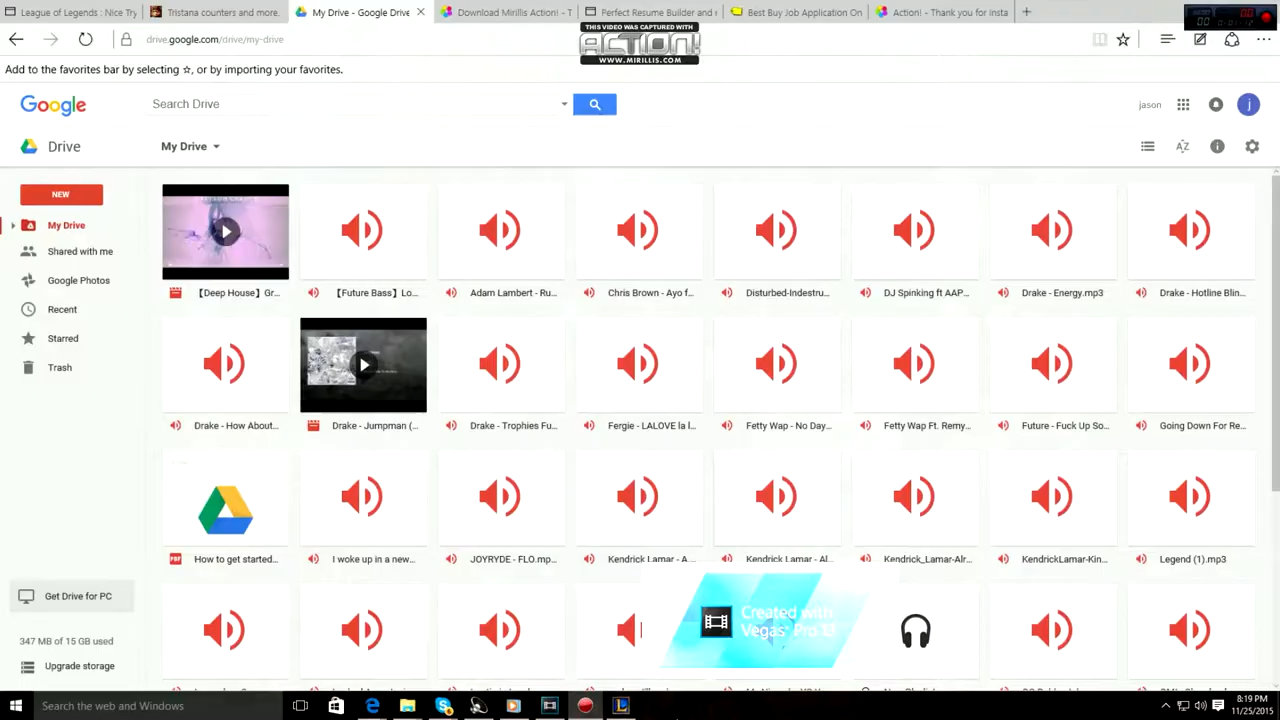 League of Legends : Nice Try
Tristana counters and more.
My Drive - Google Drive
Download Mirillis Action! - T
Perfect Resume Builder and
Best Buy Job Application On
Action! - Thank you for insta
THIS VIDEO WAS CAPTURED WITH
ACTION!
WWW.MIRILLIS.COM
drive.google.com/drive/my-drive
Add to the favorites bar by selecting ☆, or by importing your favorites.
Google
Search Drive
jason
j
Drive
My Drive
AZ
NEW
My Drive
Shared with me
Google Photos
Recent
Starred
Trash
【Deep House】Gr...
【Future Bass】Lo...
Adam Lambert - Ru...
Chris Brown - Ayo f...
Disturbed-Indestru...
DJ Spinking ft AAP...
Drake - Energy.mp3
Drake - Hotline Blin...
Drake - How About...
Drake - Jumpman (...
Drake - Trophies Fu...
Fergie - LALOVE la l...
Fetty Wap - No Day...
Fetty Wap Ft. Remy...
Future - Fuck Up So...
Going Down For Re...
How to get started...
I woke up in a new...
JOYRYDE - FLO.mp...
Kendrick Lamar - A...
Kendrick Lamar - Al...
Kendrick_Lamar-Alr...
KendrickLamar-Kin...
Legend (1).mp3
Created with
Vegas Pro 13
Get Drive for PC
347 MB of 15 GB used
Upgrade storage
Search the web and Windows
8:19 PM
11/25/2015